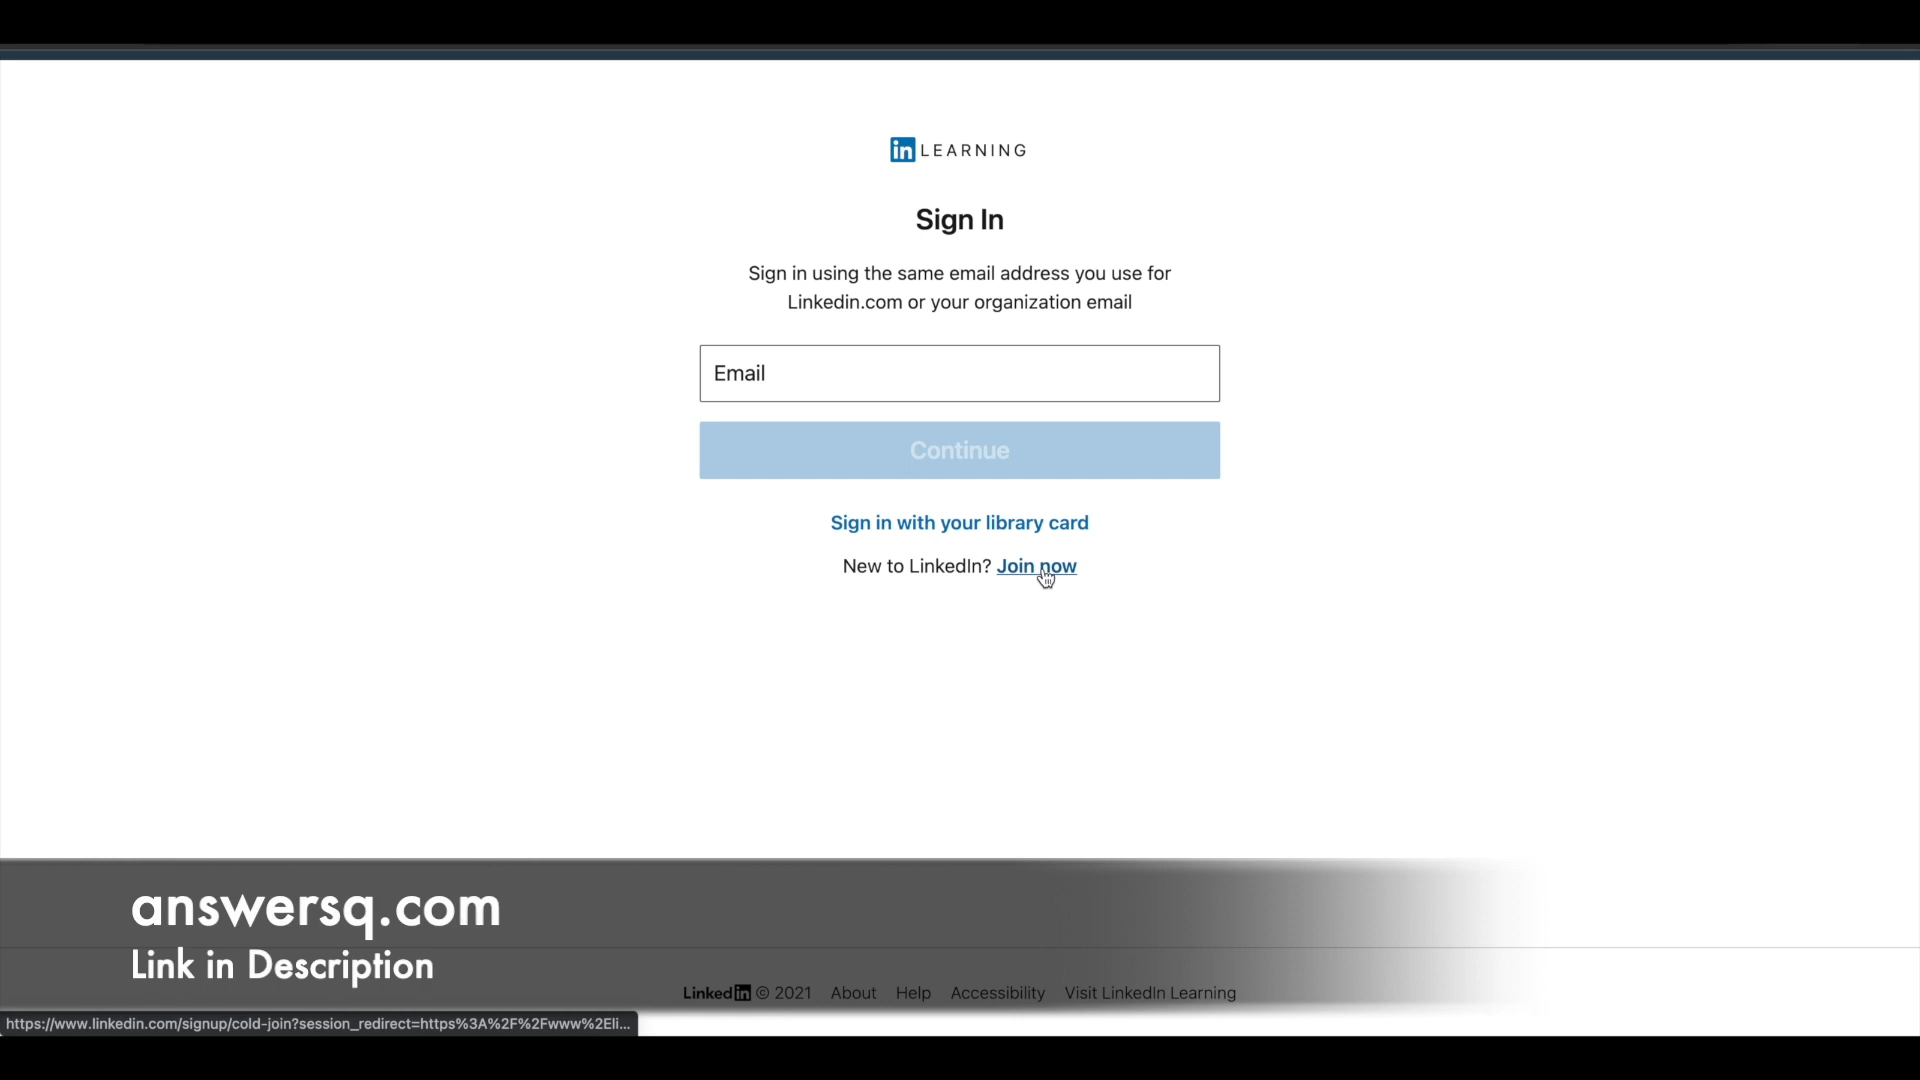 in LEARNING
Sign In
Sign in using the same email address you use for
Linkedin.com or your organization email
Email
Continue
Sign in with your library card
New to LinkedIn? Join now
answersq.com
Link in Description
Linked in © 2021 About Help Accessibility Visit LinkedIn Learning
https://www.linkedin.com/signup/cold-join?session_redirect=https%3A%2F%2Fwww%2Eli...